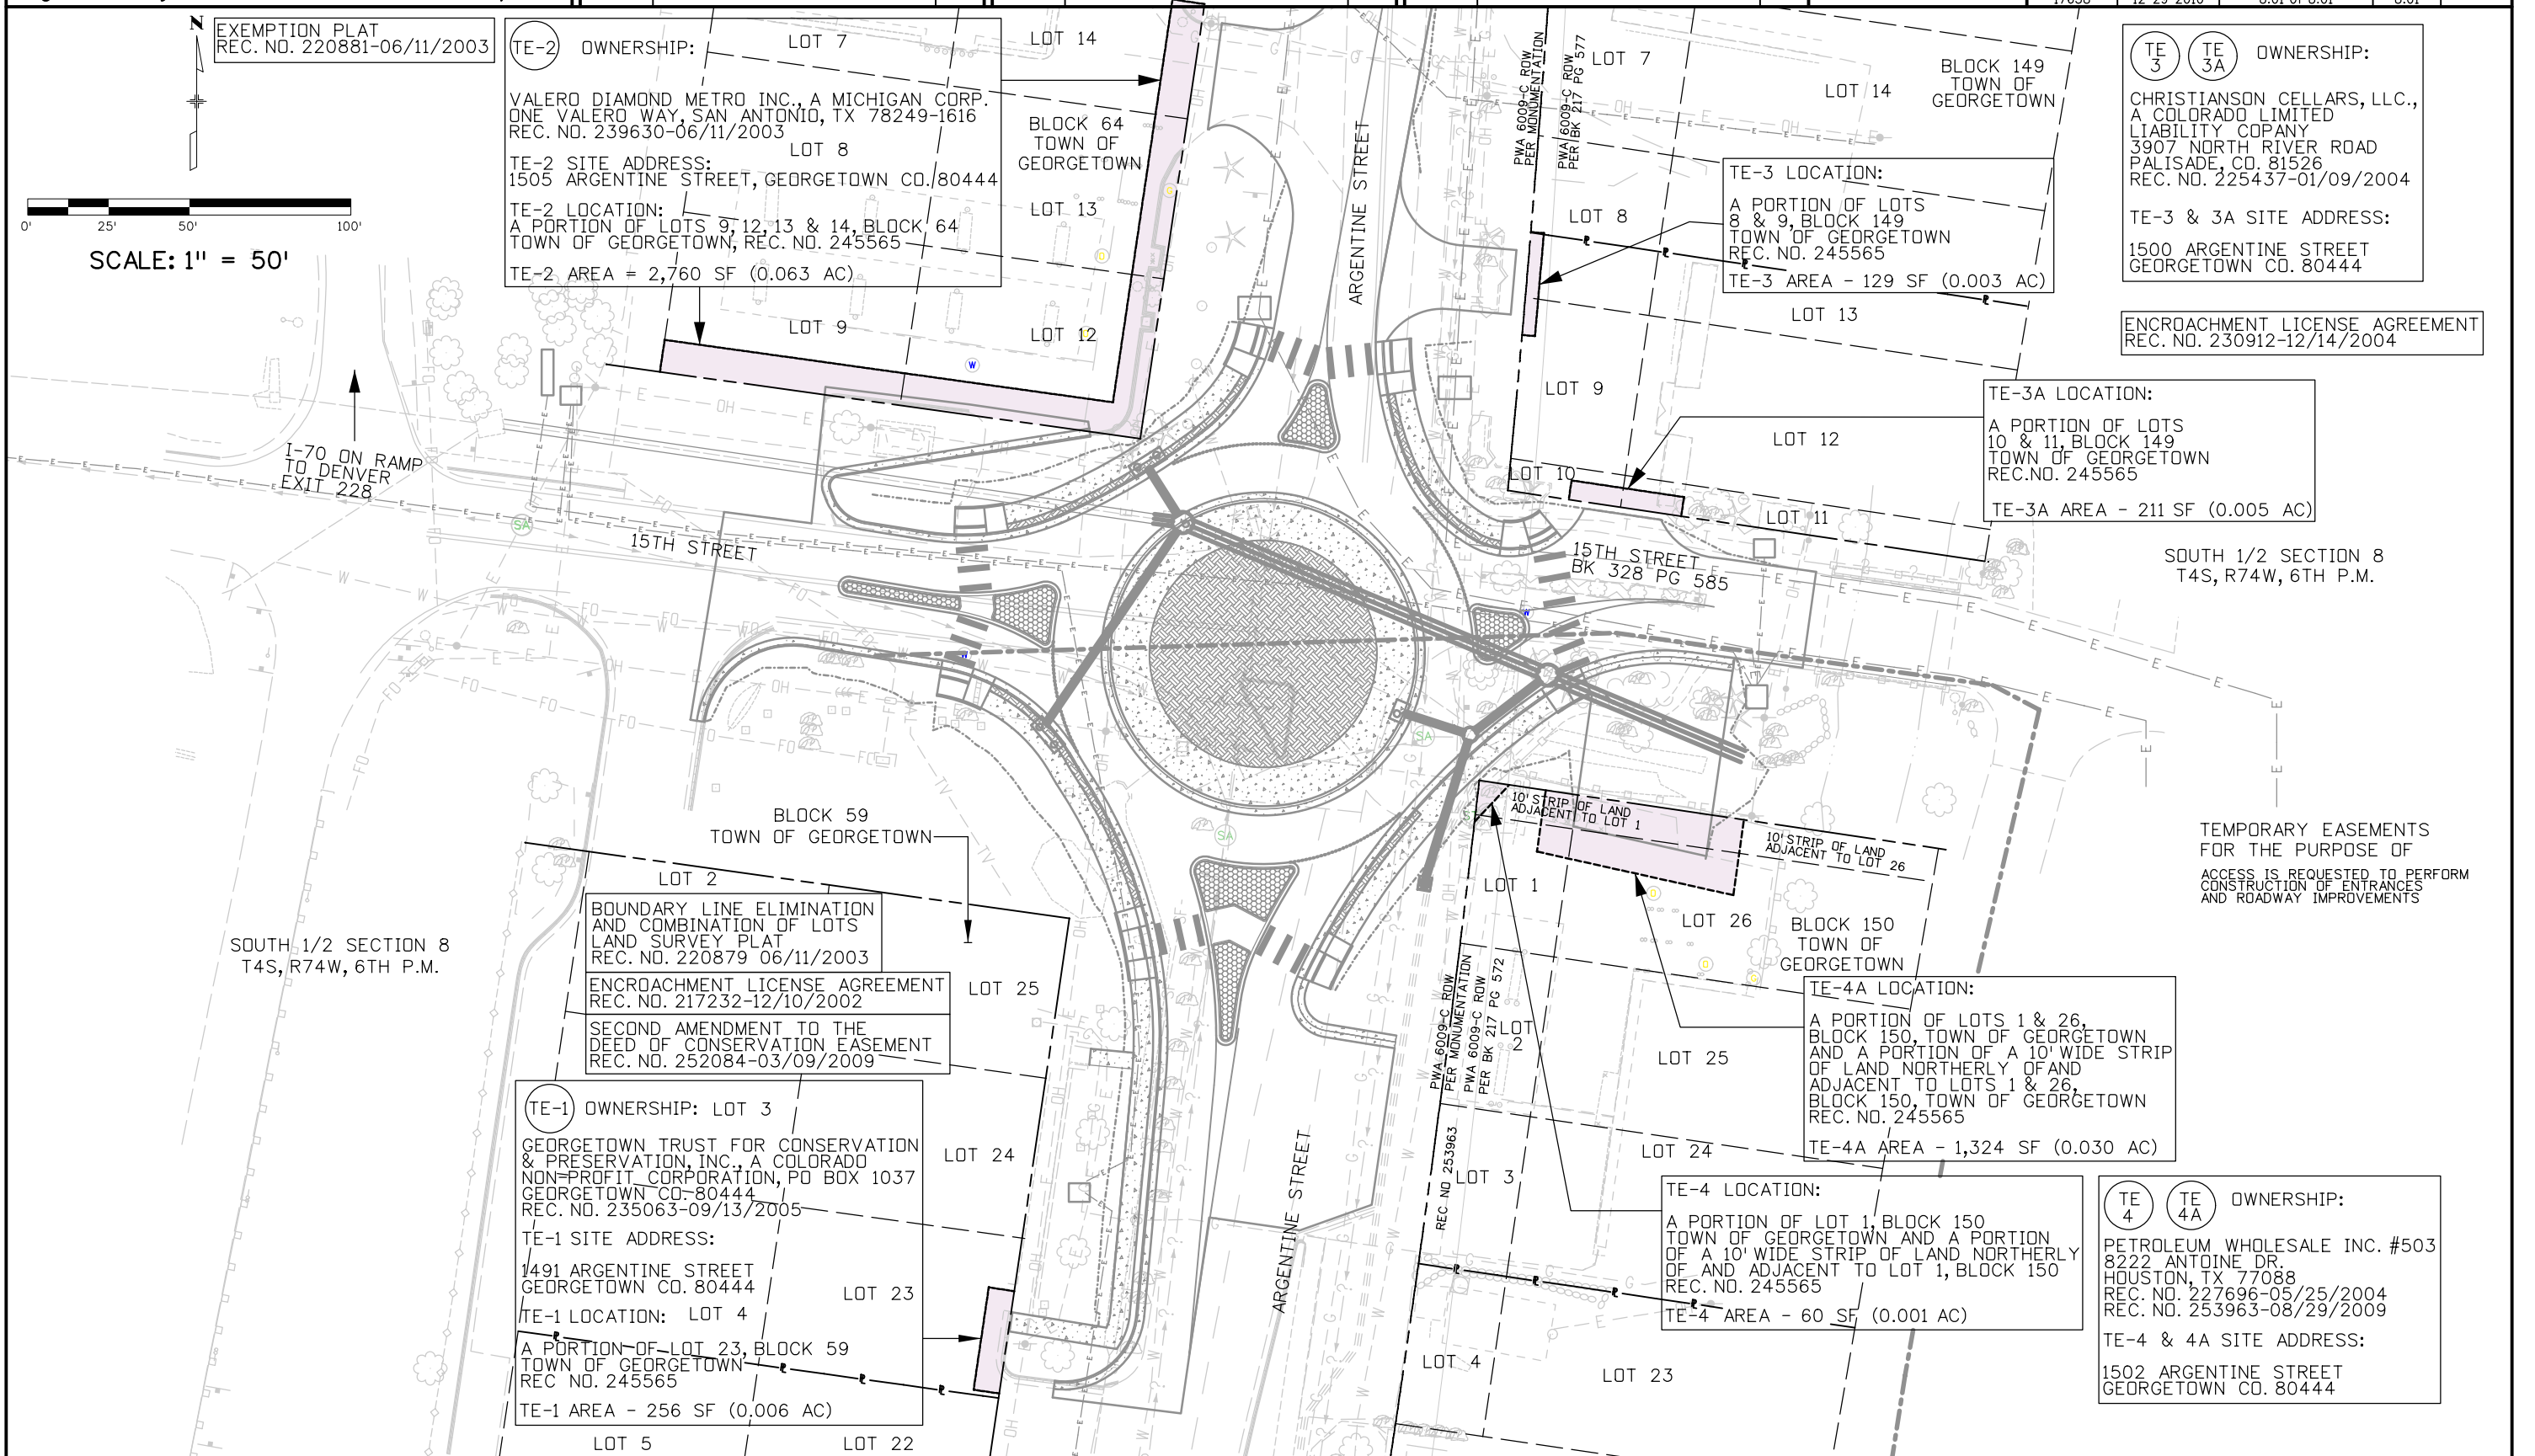 N
EXEMPTION PLAT
REC. NO. 220881-06/11/2003
0'
25'
50'
100'
SCALE: 1" = 50'
TE-2
OWNERSHIP:
VALERO DIAMOND METRO INC., A MICHIGAN CORP.
ONE VALERO WAY, SAN ANTONIO, TX 78249-1616
REC. NO. 239630-06/11/2003
TE-2 SITE ADDRESS:
1505 ARGENTINE STREET, GEORGETOWN CO. 80444
TE-2 LOCATION:
A PORTION OF LOTS 9, 12, 13 & 14, BLOCK 64
TOWN OF GEORGETOWN, REC. NO. 245565
TE-2 AREA = 2,760 SF (0.063 AC)
LOT 7
LOT 8
LOT 9
LOT 14
BLOCK 64
TOWN OF
GEORGETOWN
LOT 13
LOT 12
ARGENTINE STREET
PWA 6009-C ROW
PER MONUMENTATION
PWA 6009-C ROW
PER BK 217 PG 577
LOT 7
LOT 14
BLOCK 149
TOWN OF
GEORGETOWN
LOT 8
LOT 13
LOT 9
LOT 12
LOT 10
LOT 11
TE-3 LOCATION:
A PORTION OF LOTS
8 & 9, BLOCK 149
TOWN OF GEORGETOWN
REC. NO. 245565
TE-3 AREA - 129 SF (0.003 AC)
TE
3
TE
3A
OWNERSHIP:
CHRISTIANSON CELLARS, LLC.,
A COLORADO LIMITED
LIABILITY COPANY
3907 NORTH RIVER ROAD
PALISADE, CO. 81526
REC. NO. 225437-01/09/2004
TE-3 & 3A SITE ADDRESS:
1500 ARGENTINE STREET
GEORGETOWN CO. 80444
ENCROACHMENT LICENSE AGREEMENT
REC. NO. 230912-12/14/2004
TE-3A LOCATION:
A PORTION OF LOTS
10 & 11, BLOCK 149
TOWN OF GEORGETOWN
REC.NO. 245565
TE-3A AREA - 211 SF (0.005 AC)
SOUTH 1/2 SECTION 8
T4S, R74W, 6TH P.M.
I-70 ON RAMP
TO DENVER
EXIT 228
15TH STREET
15TH STREET
BK 328 PG 585
BLOCK 59
TOWN OF GEORGETOWN
LOT 2
BOUNDARY LINE ELIMINATION
AND COMBINATION OF LOTS
LAND SURVEY PLAT
REC. NO. 220879 06/11/2003
ENCROACHMENT LICENSE AGREEMENT
REC. NO. 217232-12/10/2002
SECOND AMENDMENT TO THE
DEED OF CONSERVATION EASEMENT
REC. NO. 252084-03/09/2009
LOT 25
SOUTH 1/2 SECTION 8
T4S, R74W, 6TH P.M.
TE-1
OWNERSHIP:
LOT 3
GEORGETOWN TRUST FOR CONSERVATION
& PRESERVATION, INC., A COLORADO
NON-PROFIT CORPORATION, PO BOX 1037
GEORGETOWN CO. 80444
REC. NO. 235063-09/13/2005
TE-1 SITE ADDRESS:
1491 ARGENTINE STREET
GEORGETOWN CO. 80444
TE-1 LOCATION:
LOT 4
A PORTION OF LOT 23, BLOCK 59
TOWN OF GEORGETOWN
REC NO. 245565
TE-1 AREA - 256 SF (0.006 AC)
LOT 24
LOT 23
LOT 5
LOT 22
ARGENTINE STREET
10' STRIP OF LAND
ADJACENT TO LOT 1
10' STRIP OF LAND
ADJACENT TO LOT 26
LOT 1
LOT 26
BLOCK 150
TOWN OF
GEORGETOWN
PWA 6009-C ROW
PER MONUMENTATION
PWA 6009-C ROW
PER BK 217 PG 572
LOT
2
LOT 25
REC NO 253963
LOT 3
LOT 24
LOT 4
LOT 23
TEMPORARY EASEMENTS
FOR THE PURPOSE OF
ACCESS IS REQUESTED TO PERFORM
CONSTRUCTION OF ENTRANCES
AND ROADWAY IMPROVEMENTS
TE-4A LOCATION:
A PORTION OF LOTS 1 & 26,
BLOCK 150, TOWN OF GEORGETOWN
AND A PORTION OF A 10' WIDE STRIP
OF LAND NORTHERLY OF AND
ADJACENT TO LOTS 1 & 26,
BLOCK 150, TOWN OF GEORGETOWN
REC. NO. 245565
TE-4A AREA - 1,324 SF (0.030 AC)
TE-4 LOCATION:
A PORTION OF LOT 1, BLOCK 150
TOWN OF GEORGETOWN AND A PORTION
OF A 10' WIDE STRIP OF LAND NORTHERLY
OF AND ADJACENT TO LOT 1, BLOCK 150
REC. NO. 245565
TE-4 AREA - 60 SF (0.001 AC)
TE
4
TE
4A
OWNERSHIP:
PETROLEUM WHOLESALE INC. #503
8222 ANTOINE DR.
HOUSTON, TX 77088
REC. NO. 227696-05/25/2004
REC. NO. 253963-08/29/2009
TE-4 & 4A SITE ADDRESS:
1502 ARGENTINE STREET
GEORGETOWN CO. 80444